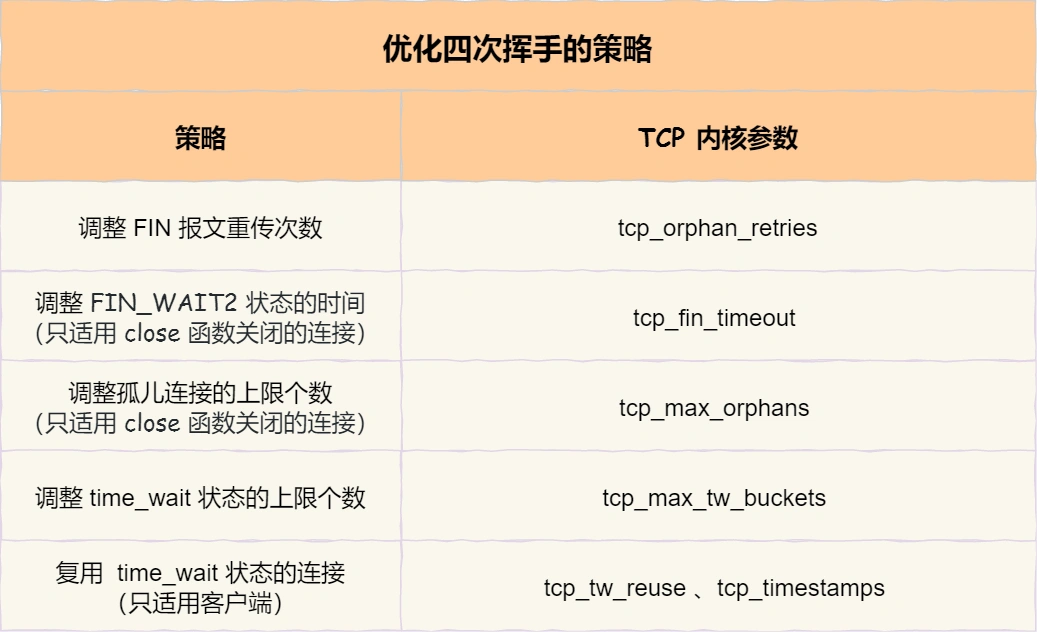 优化四次挥手的策略
策略
TCP 内核参数
调整 FIN 报文重传次数
tcp_orphan_retries
调整 FIN_WAIT2 状态的时间
（只适用 close 函数关闭的连接）
tcp_fin_timeout
调整孤儿连接的上限个数
（只适用 close 函数关闭的连接）
tcp_max_orphans
调整 time_wait 状态的上限个数
tcp_max_tw_buckets
复用 time_wait 状态的连接
（只适用客户端）
tcp_tw_reuse 、tcp_timestamps